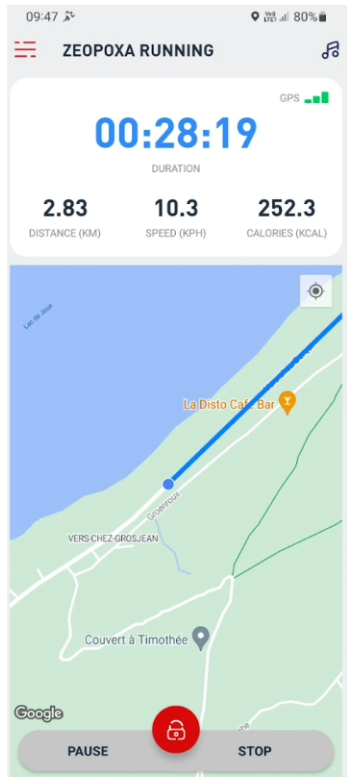 09:47 80%
ZEOPOXA RUNNING
GPS
00:28:19
DURATION
2.83 10.3 252.3
DISTANCE (KM) SPEED (KPH) CALORIES (KCAL)
Lac de Joux
La Disto Café Bar
Groenroux
VERS-CHEZ-GROSJEAN
Couvert à Timothée
Google
PAUSE STOP